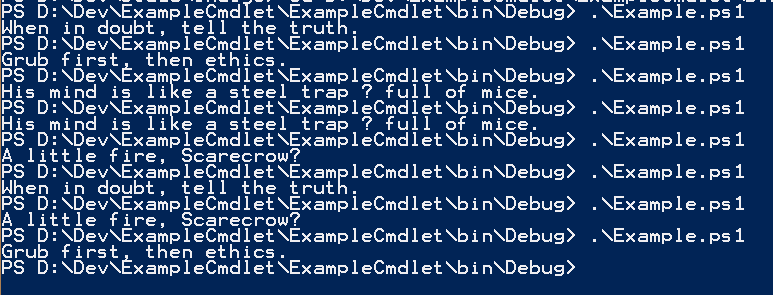 PS D:\Dev\ExampleCmdlet\ExampleCmdlet\bin\Debug> .\Example.ps1
When in doubt, tell the truth.
PS D:\Dev\ExampleCmdlet\ExampleCmdlet\bin\Debug> .\Example.ps1
Grub first, then ethics.
PS D:\Dev\ExampleCmdlet\ExampleCmdlet\bin\Debug> .\Example.ps1
His mind is like a steel trap ? full of mice.
PS D:\Dev\ExampleCmdlet\ExampleCmdlet\bin\Debug> .\Example.ps1
His mind is like a steel trap ? full of mice.
PS D:\Dev\ExampleCmdlet\ExampleCmdlet\bin\Debug> .\Example.ps1
A little fire, Scarecrow?
PS D:\Dev\ExampleCmdlet\ExampleCmdlet\bin\Debug> .\Example.ps1
When in doubt, tell the truth.
PS D:\Dev\ExampleCmdlet\ExampleCmdlet\bin\Debug> .\Example.ps1
A little fire, Scarecrow?
PS D:\Dev\ExampleCmdlet\ExampleCmdlet\bin\Debug> .\Example.ps1
Grub first, then ethics.
PS D:\Dev\ExampleCmdlet\ExampleCmdlet\bin\Debug>